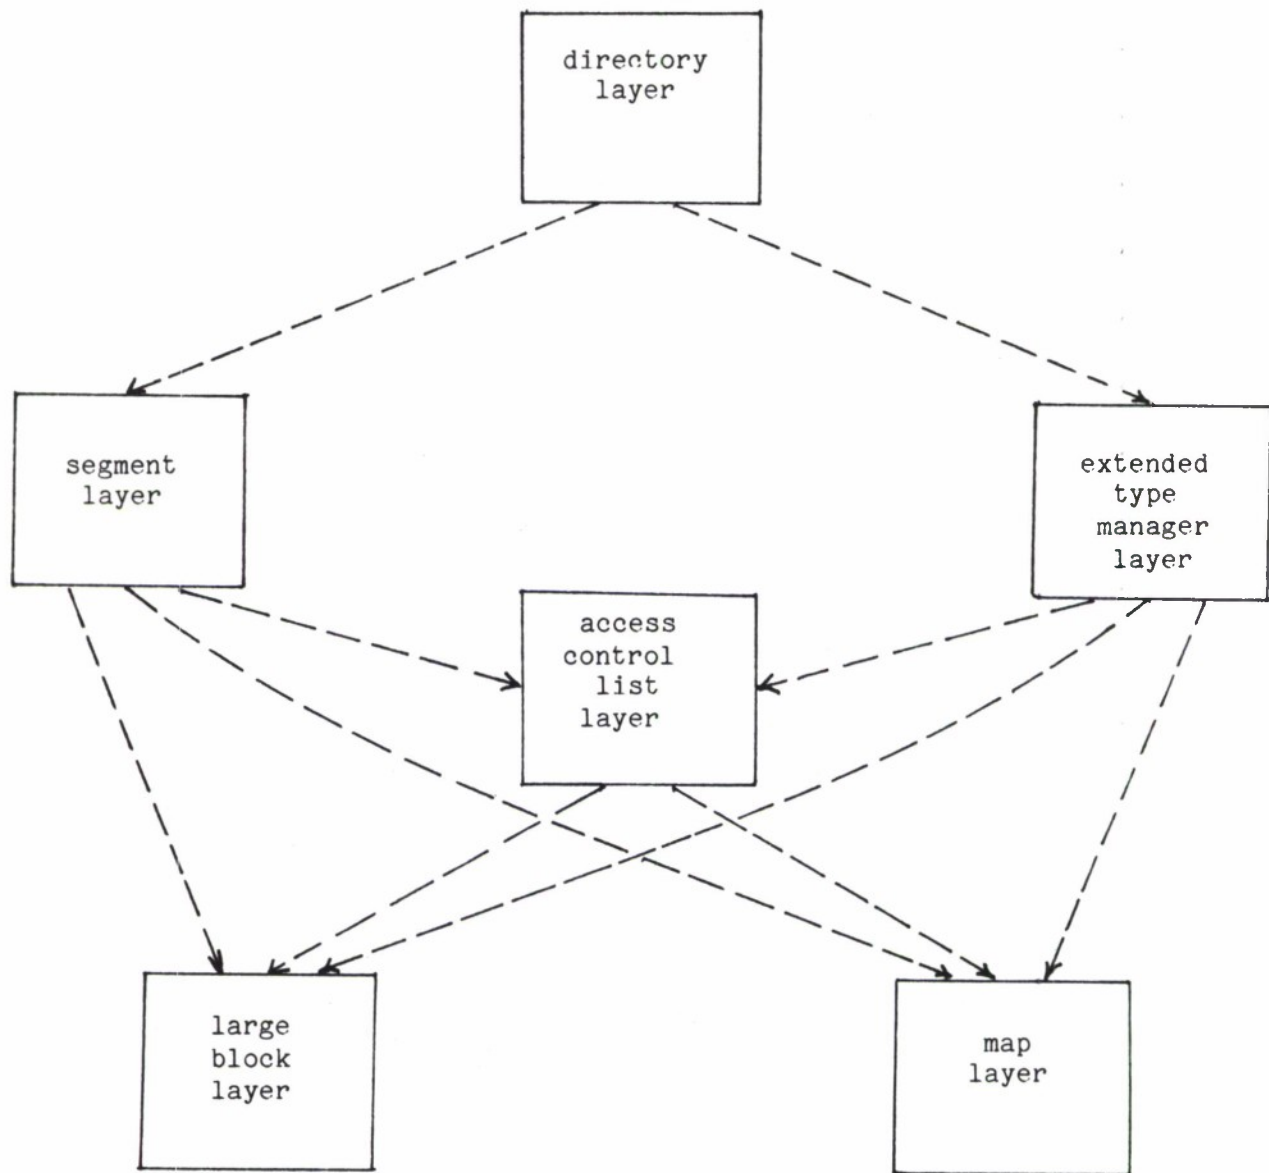 directory
layer
segment
layer
extended
type
manager
layer
access
control
list
layer
large
block
layer
map
layer